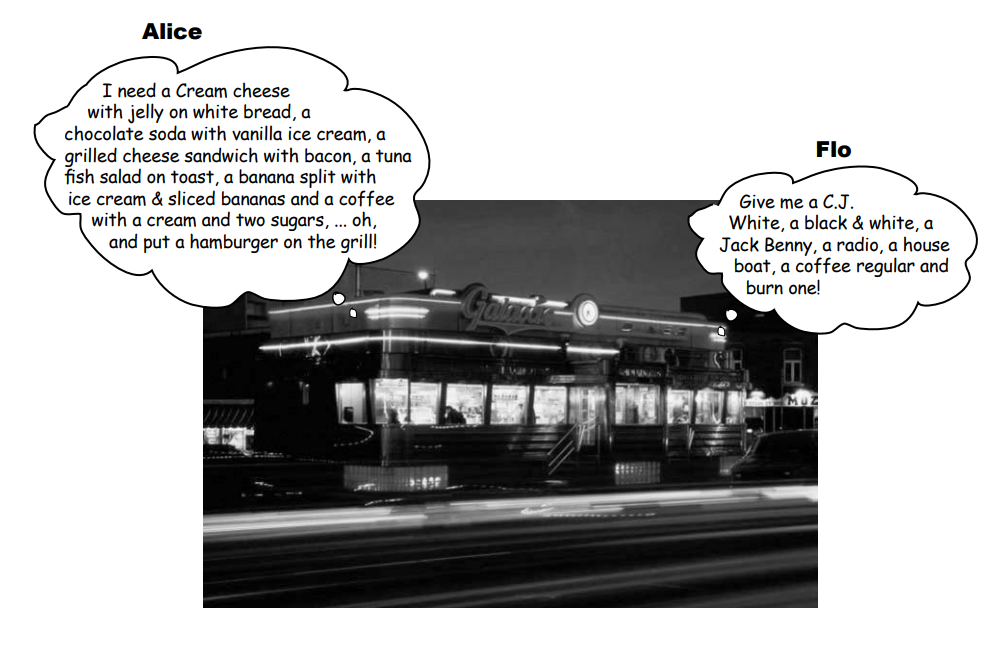 Alice
I need a Cream cheese
with jelly on white bread, a
chocolate soda with vanilla ice cream, a
grilled cheese sandwich with bacon, a tuna
fish salad on toast, a banana split with
ice cream & sliced bananas and a coffee
with a cream and two sugars, ... oh,
and put a hamburger on the grill!
Flo
Give me a C.J.
White, a black & white, a
Jack Benny, a radio, a house
boat, a coffee regular and
burn one!